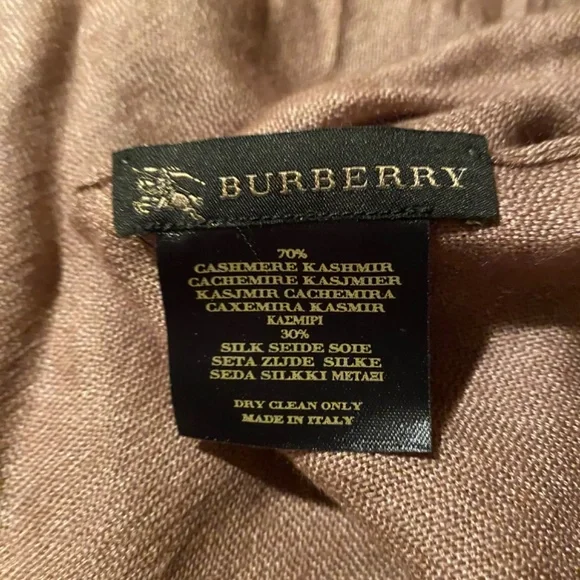 BURBERRY
70%
CASHMERE KASHMIR
CACHEMIRE KASJMIER
KASJMIR CACHEMIRA
CAXEMIRA KASMIR
ΚΑΣΜΙΡΙ
30%
SILK SEIDE SOIE
SETA ZIJDE SILKE
SEDA SILKKI ΜΕΤΑΞΙ
DRY CLEAN ONLY
MADE IN ITALY